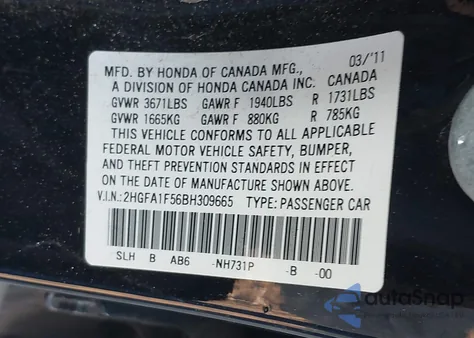 03/'11
MFD. BY HONDA OF CANADA MFG.,
A DIVISION OF HONDA CANADA INC. CANADA
GVWR 3671LBS GAWR F 1940LBS R 1731LBS
GVWR 1665KG GAWR F 880KG R 785KG
THIS VEHICLE CONFORMS TO ALL APPLICABLE
FEDERAL MOTOR VEHICLE SAFETY, BUMPER,
AND THEFT PREVENTION STANDARDS IN EFFECT
ON THE DATE OF MANUFACTURE SHOWN ABOVE.
V.I.N.: 2HGFA1F56BH309665 TYPE: PASSENGER CAR
SLH B AB6 -NH731P -B -00
autoSnap